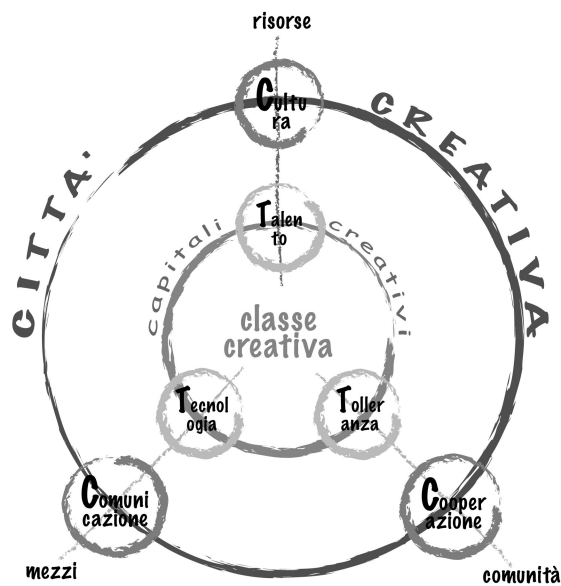 risorse
Cultu
ra
CITTA' CREATIVA
Talen
to
capitali creativi
classe
creativa
Tecnol
ogia
Toller
anza
Comuni
cazione
Cooper
azione
mezzi
comunità